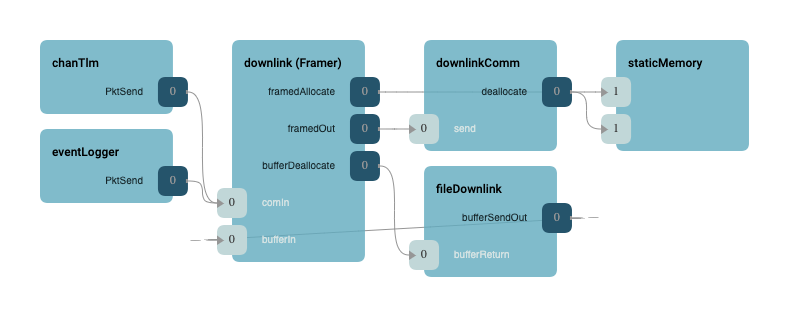 chanTlm
PktSend 0
eventLogger
PktSend 0
downlink (Framer)
framedAllocate 0
framedOut 0
bufferDeallocate 0
0 comIn
0 bufferIn
downlinkComm
deallocate 0
0 send
fileDownlink
bufferSendOut 0
0 bufferReturn
staticMemory
1
1